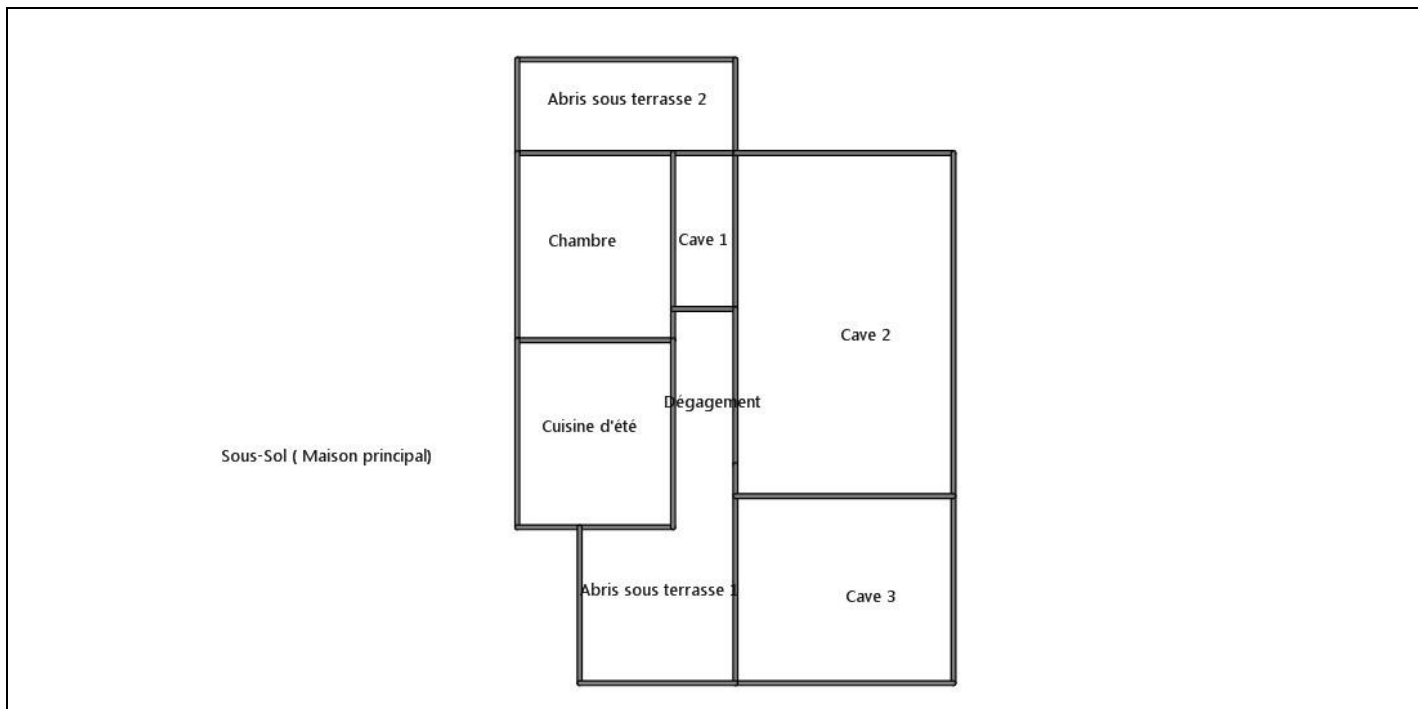 Abris sous terrasse 2
Chambre
Cave 1
Cave 2
Dégagement
Cuisine d'été
Sous-Sol ( Maison principal)
Abris sous terrasse 1
Cave 3